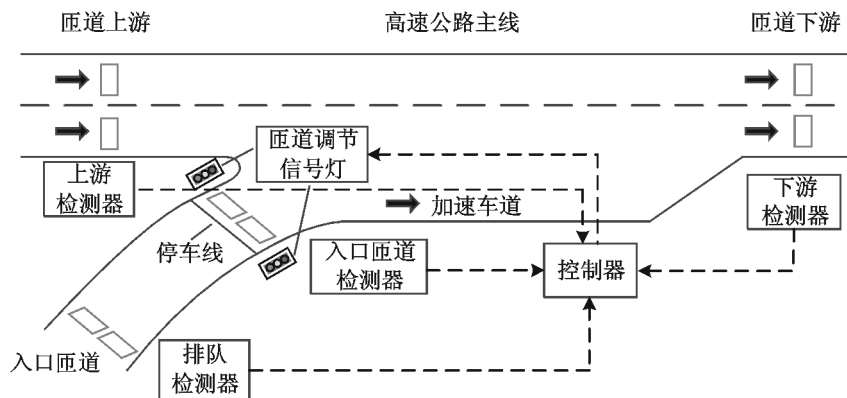 匝道上游
高速公路主线
匝道下游
匝道调节
信号灯
上游
检测器
加速车道
下游
检测器
停车线
入口匝道
检测器
控制器
入口匝道
排队
检测器